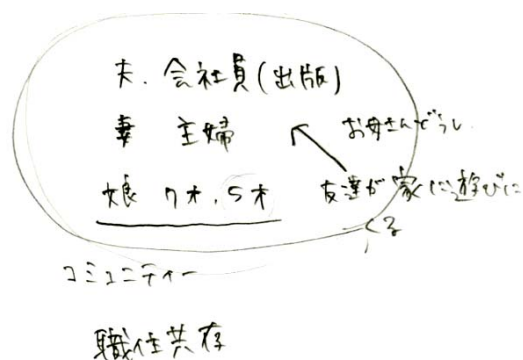 夫. 会社員(出版)
妻 主婦
お母さんどうし
娘 7才, 5才
友達が家に遊びに
くる
コミュニティー
職住共存